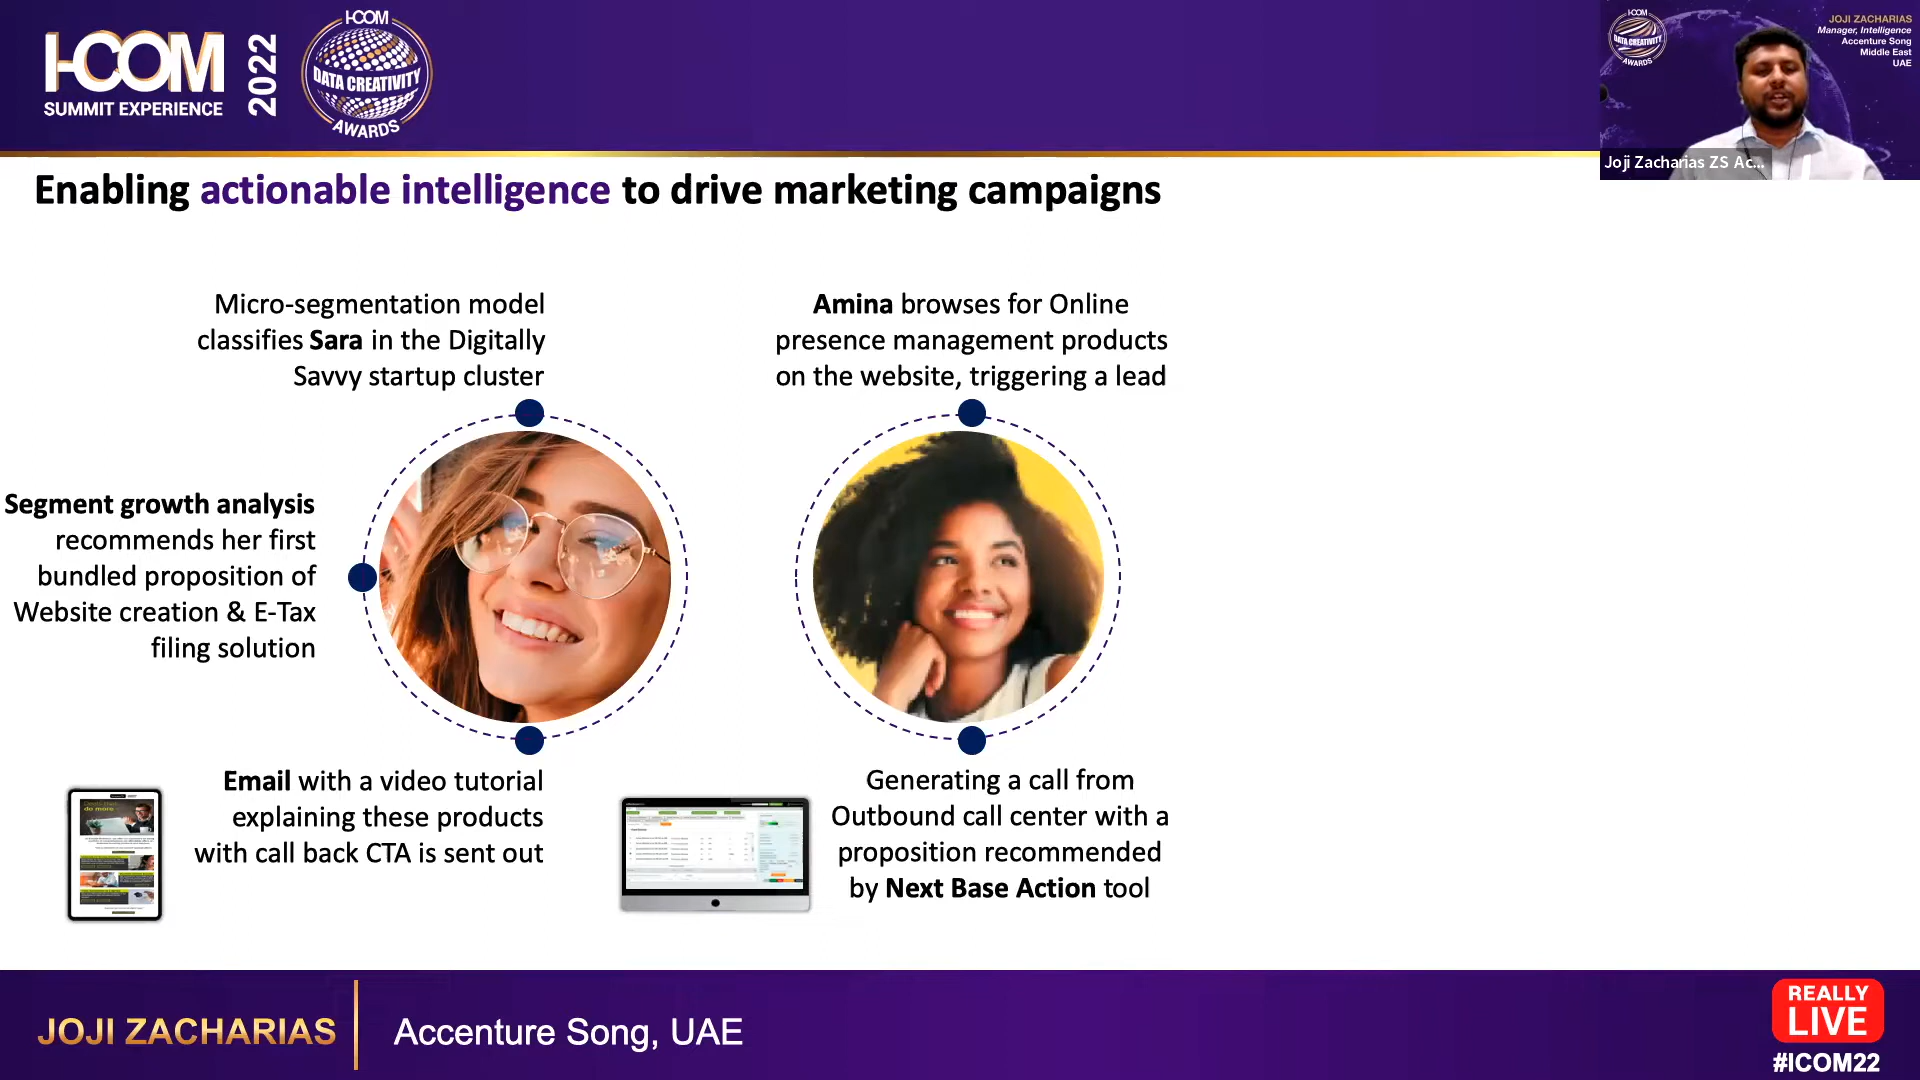 I-COM
SUMMIT EXPERIENCE
2022
I-COM
DATA CREATIVITY
AWARDS
I-COM
DATA CREATIVITY
AWARDS
JOJI ZACHARIAS
Manager, Intelligence
Accenture Song
Middle East
UAE
Joji Zacharias ZS Ac...
Enabling actionable intelligence to drive marketing campaigns
Micro-segmentation model
classifies Sara in the Digitally
Savvy startup cluster
Segment growth analysis
recommends her first
bundled proposition of
Website creation & E-Tax
filing solution
Email with a video tutorial
explaining these products
with call back CTA is sent out
Amina browses for Online
presence management products
on the website, triggering a lead
Generating a call from
Outbound call center with a
proposition recommended
by Next Base Action tool
JOJI ZACHARIAS
Accenture Song, UAE
REALLY
LIVE
#ICOM22